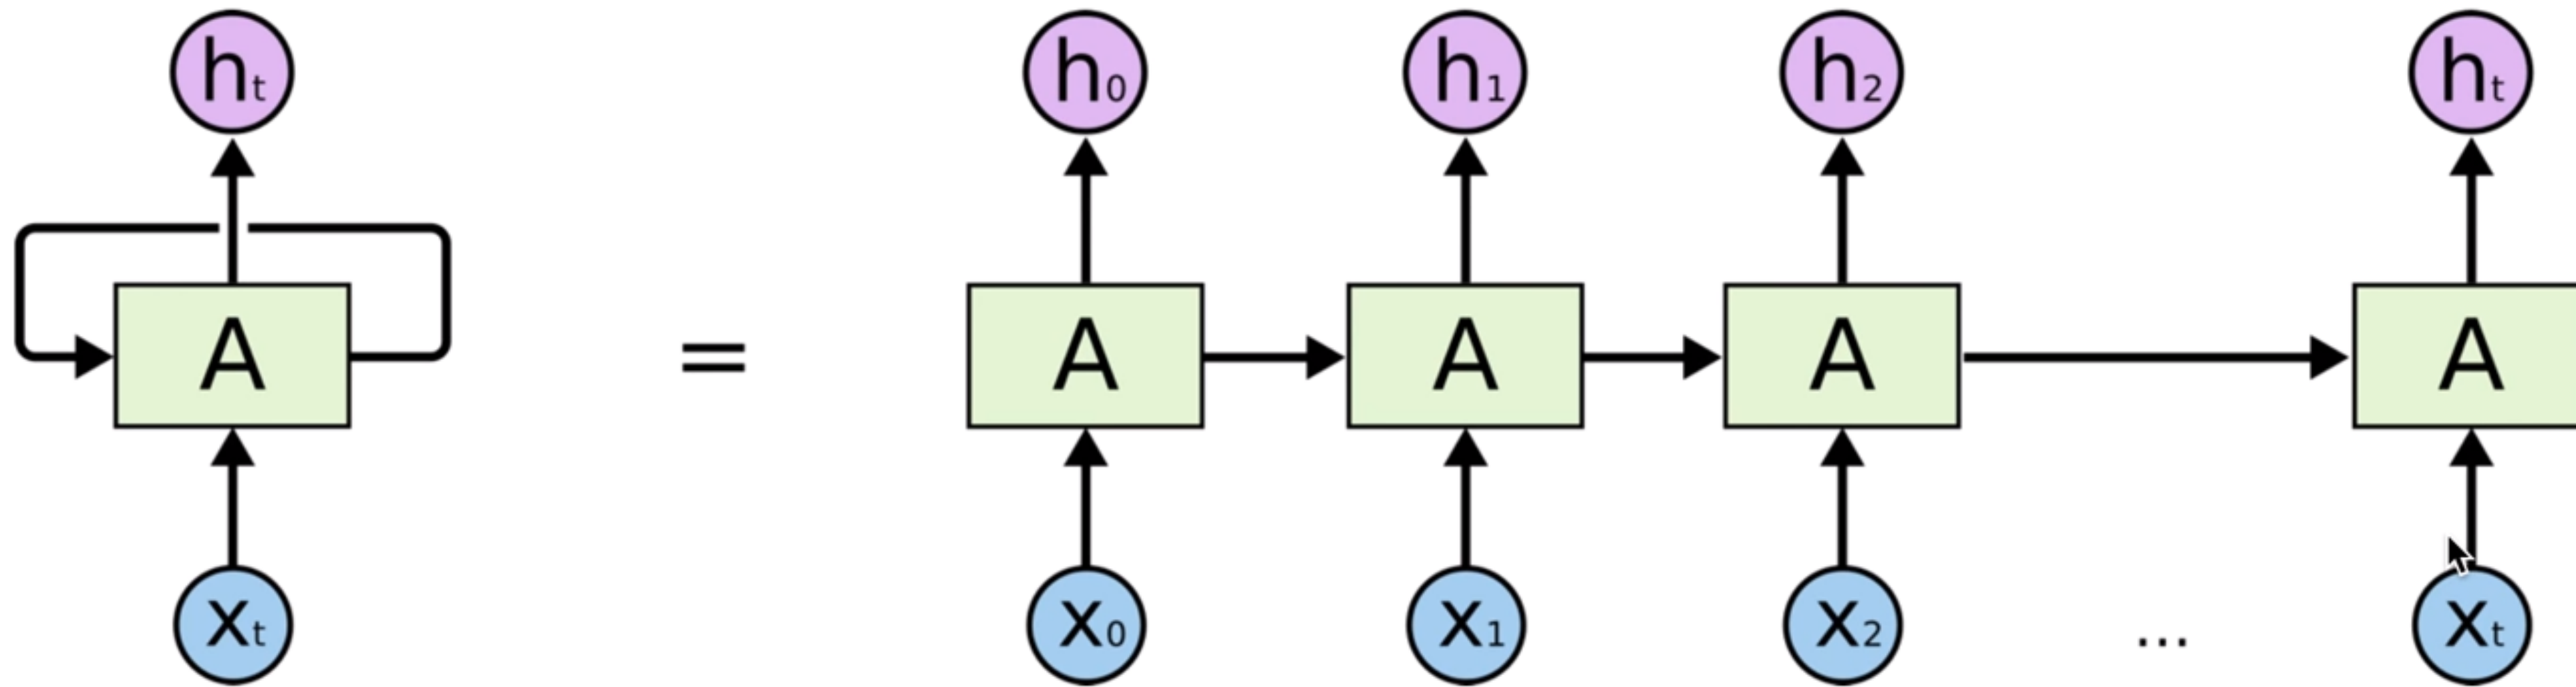 ht h0 h1 h2 ht
A = A A A A
xt x0 x1 x2 ... xt